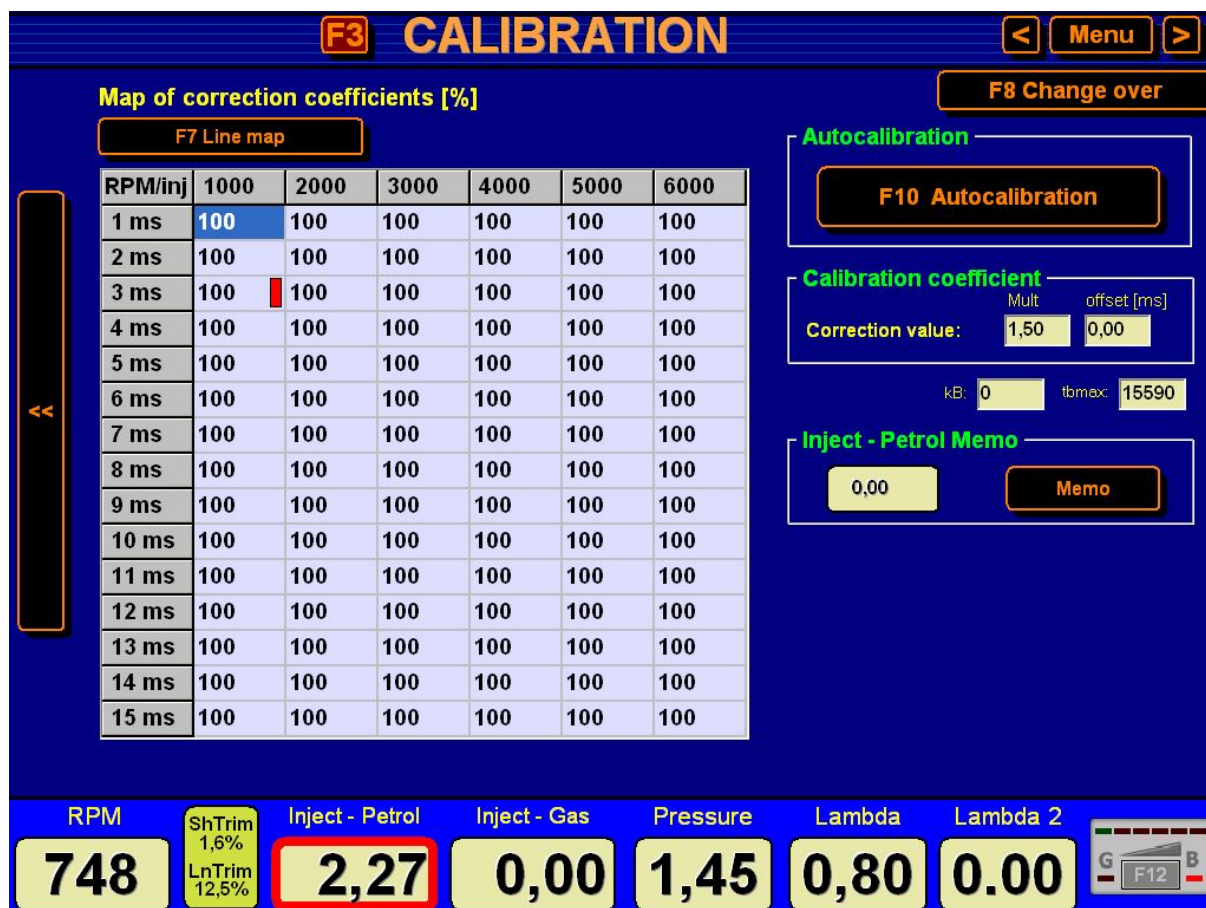 F3 CALIBRATION < Menu >
F8 Change over
Map of correction coefficients [%]
F7 Line map
RPM/inj 1000 2000 3000 4000 5000 6000
1 ms 100 100 100 100 100 100
2 ms 100 100 100 100 100 100
3 ms 100 100 100 100 100 100
4 ms 100 100 100 100 100 100
5 ms 100 100 100 100 100 100
6 ms 100 100 100 100 100 100
7 ms 100 100 100 100 100 100
8 ms 100 100 100 100 100 100
9 ms 100 100 100 100 100 100
10 ms 100 100 100 100 100 100
11 ms 100 100 100 100 100 100
12 ms 100 100 100 100 100 100
13 ms 100 100 100 100 100 100
14 ms 100 100 100 100 100 100
15 ms 100 100 100 100 100 100
<<
Autocalibration
F10 Autocalibration
Calibration coefficient
Mult offset [ms]
Correction value: 1,50 0,00
kB: 0 tbmax: 15590
Inject - Petrol Memo
0,00 Memo
RPM Inject - Petrol Inject - Gas Pressure Lambda Lambda 2
ShTrim
1,6%
LnTrim
12,5%
748 2,27 0,00 1,45 0,80 0.00
G F12 B